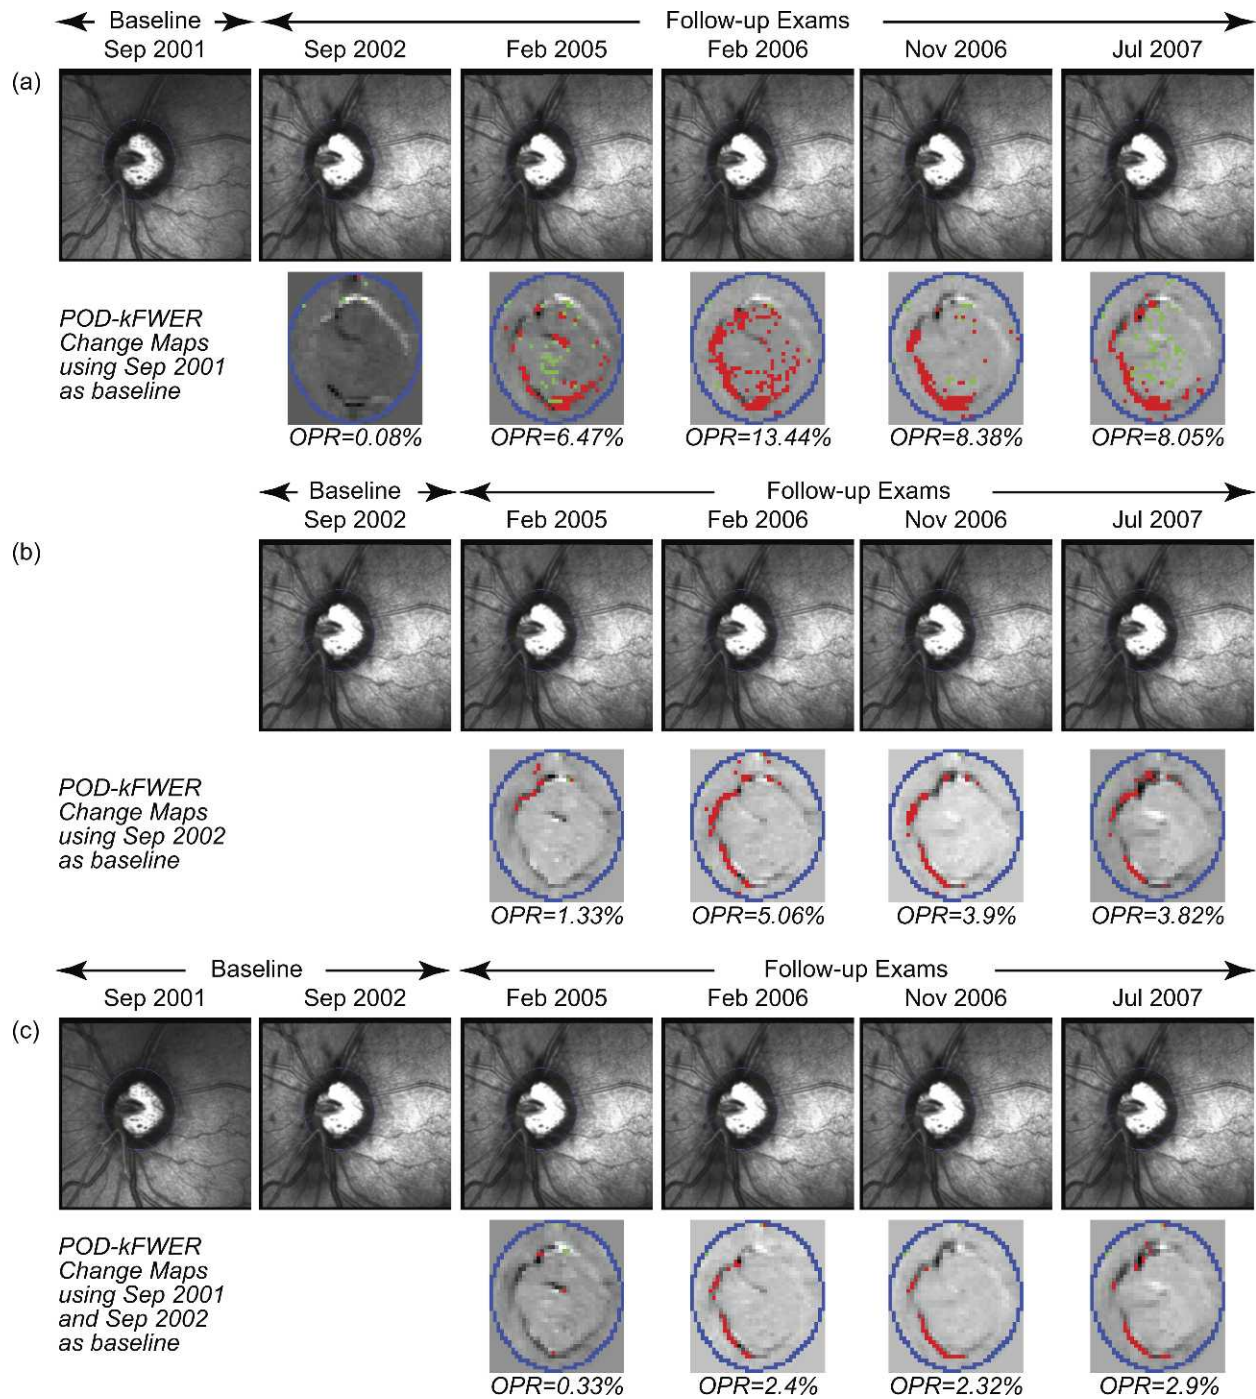 Baseline Follow-up Exams
Sep 2001 Sep 2002 Feb 2005 Feb 2006 Nov 2006 Jul 2007
(a)
POD-kFWER
Change Maps
using Sep 2001
as baseline
OPR=0.08% OPR=6.47% OPR=13.44% OPR=8.38% OPR=8.05%
Baseline Follow-up Exams
Sep 2002 Feb 2005 Feb 2006 Nov 2006 Jul 2007
(b)
POD-kFWER
Change Maps
using Sep 2002
as baseline
OPR=1.33% OPR=5.06% OPR=3.9% OPR=3.82%
Baseline Follow-up Exams
Sep 2001 Sep 2002 Feb 2005 Feb 2006 Nov 2006 Jul 2007
(c)
POD-kFWER
Change Maps
using Sep 2001
and Sep 2002
as baseline
OPR=0.33% OPR=2.4% OPR=2.32% OPR=2.9%